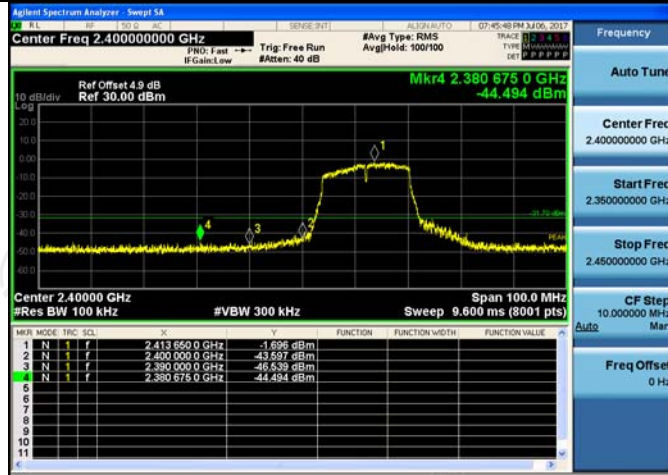 Agilent Spectrum Analyzer - Swept SA
RL RF 50 Ω AC SENSE:INT ALIGNAUTO 07:45:48 PM Jul 06, 2017
Center Freq 2.400000000 GHz #Avg Type: RMS TRACE 1 2 3 4 5 6
PNO: Fast Trig: Free Run Avg|Hold: 100/100 TYPE M
IFGain:Low #Atten: 40 dB DET P P P P P P
Mkr4 2.380 675 0 GHz
-44.494 dBm
Ref Offset 4.9 dB
10 dB/div Ref 30.00 dBm
Log
20.0
10.0
0.00
-10.0
-20.0
-30.0
-40.0
-50.0
-60.0
1
2
3
4
-31.70 dBm
PEAK
Center 2.40000 GHz Span 100.0 MHz
#Res BW 100 kHz #VBW 300 kHz Sweep 9.600 ms (8001 pts)
MKR MODE TRC SCL X Y FUNCTION FUNCTION WIDTH FUNCTION VALUE
1 N 1 f 2.413 650 0 GHz -1.696 dBm
2 N 1 f 2.400 000 0 GHz -43.597 dBm
3 N 1 f 2.390 000 0 GHz -46.539 dBm
4 N 1 f 2.380 675 0 GHz -44.494 dBm
5
6
7
8
9
10
11
Frequency
Auto Tune
Center Freq
2.400000000 GHz
Start Freq
2.350000000 GHz
Stop Freq
2.450000000 GHz
CF Step
10.000000 MHz
Auto Man
Freq Offset
0 Hz